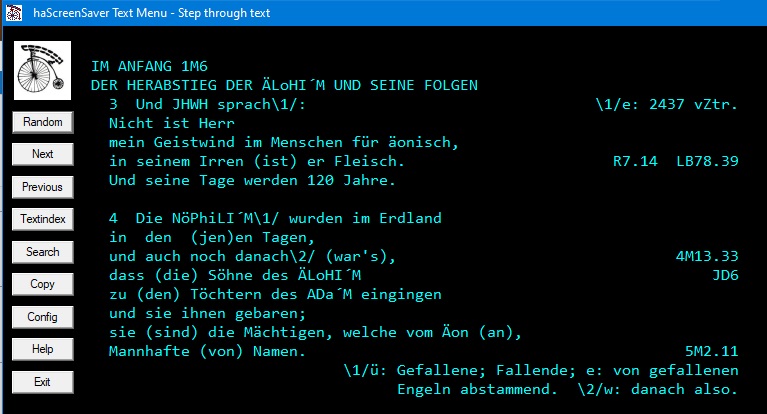 haScreenSaver Text Menu - Step through text
IM ANFANG 1M6
DER HERABSTIEG DER ÄLoHI´M UND SEINE FOLGEN
3 Und JHWH sprach\1/: \1/e: 2437 vZtr.
Nicht ist Herr
mein Geistwind im Menschen für äonisch,
in seinem Irren (ist) er Fleisch. R7.14 LB78.39
Und seine Tage werden 120 Jahre.
4 Die NöPhiLI´M\1/ wurden im Erdland
in den (jen)en Tagen,
und auch noch danach\2/ (war's), 4M13.33
dass (die) Söhne des ÄLoHI´M JD6
zu (den) Töchtern des ADa´M eingingen
und sie ihnen gebaren;
sie (sind) die Mächtigen, welche vom Äon (an),
Mannhafte (von) Namen. 5M2.11
\1/ü: Gefallene; Fallende; e: von gefallenen
Engeln abstammend. \2/w: danach also.
Random
Next
Previous
Textindex
Search
Copy
Config
Help
Exit